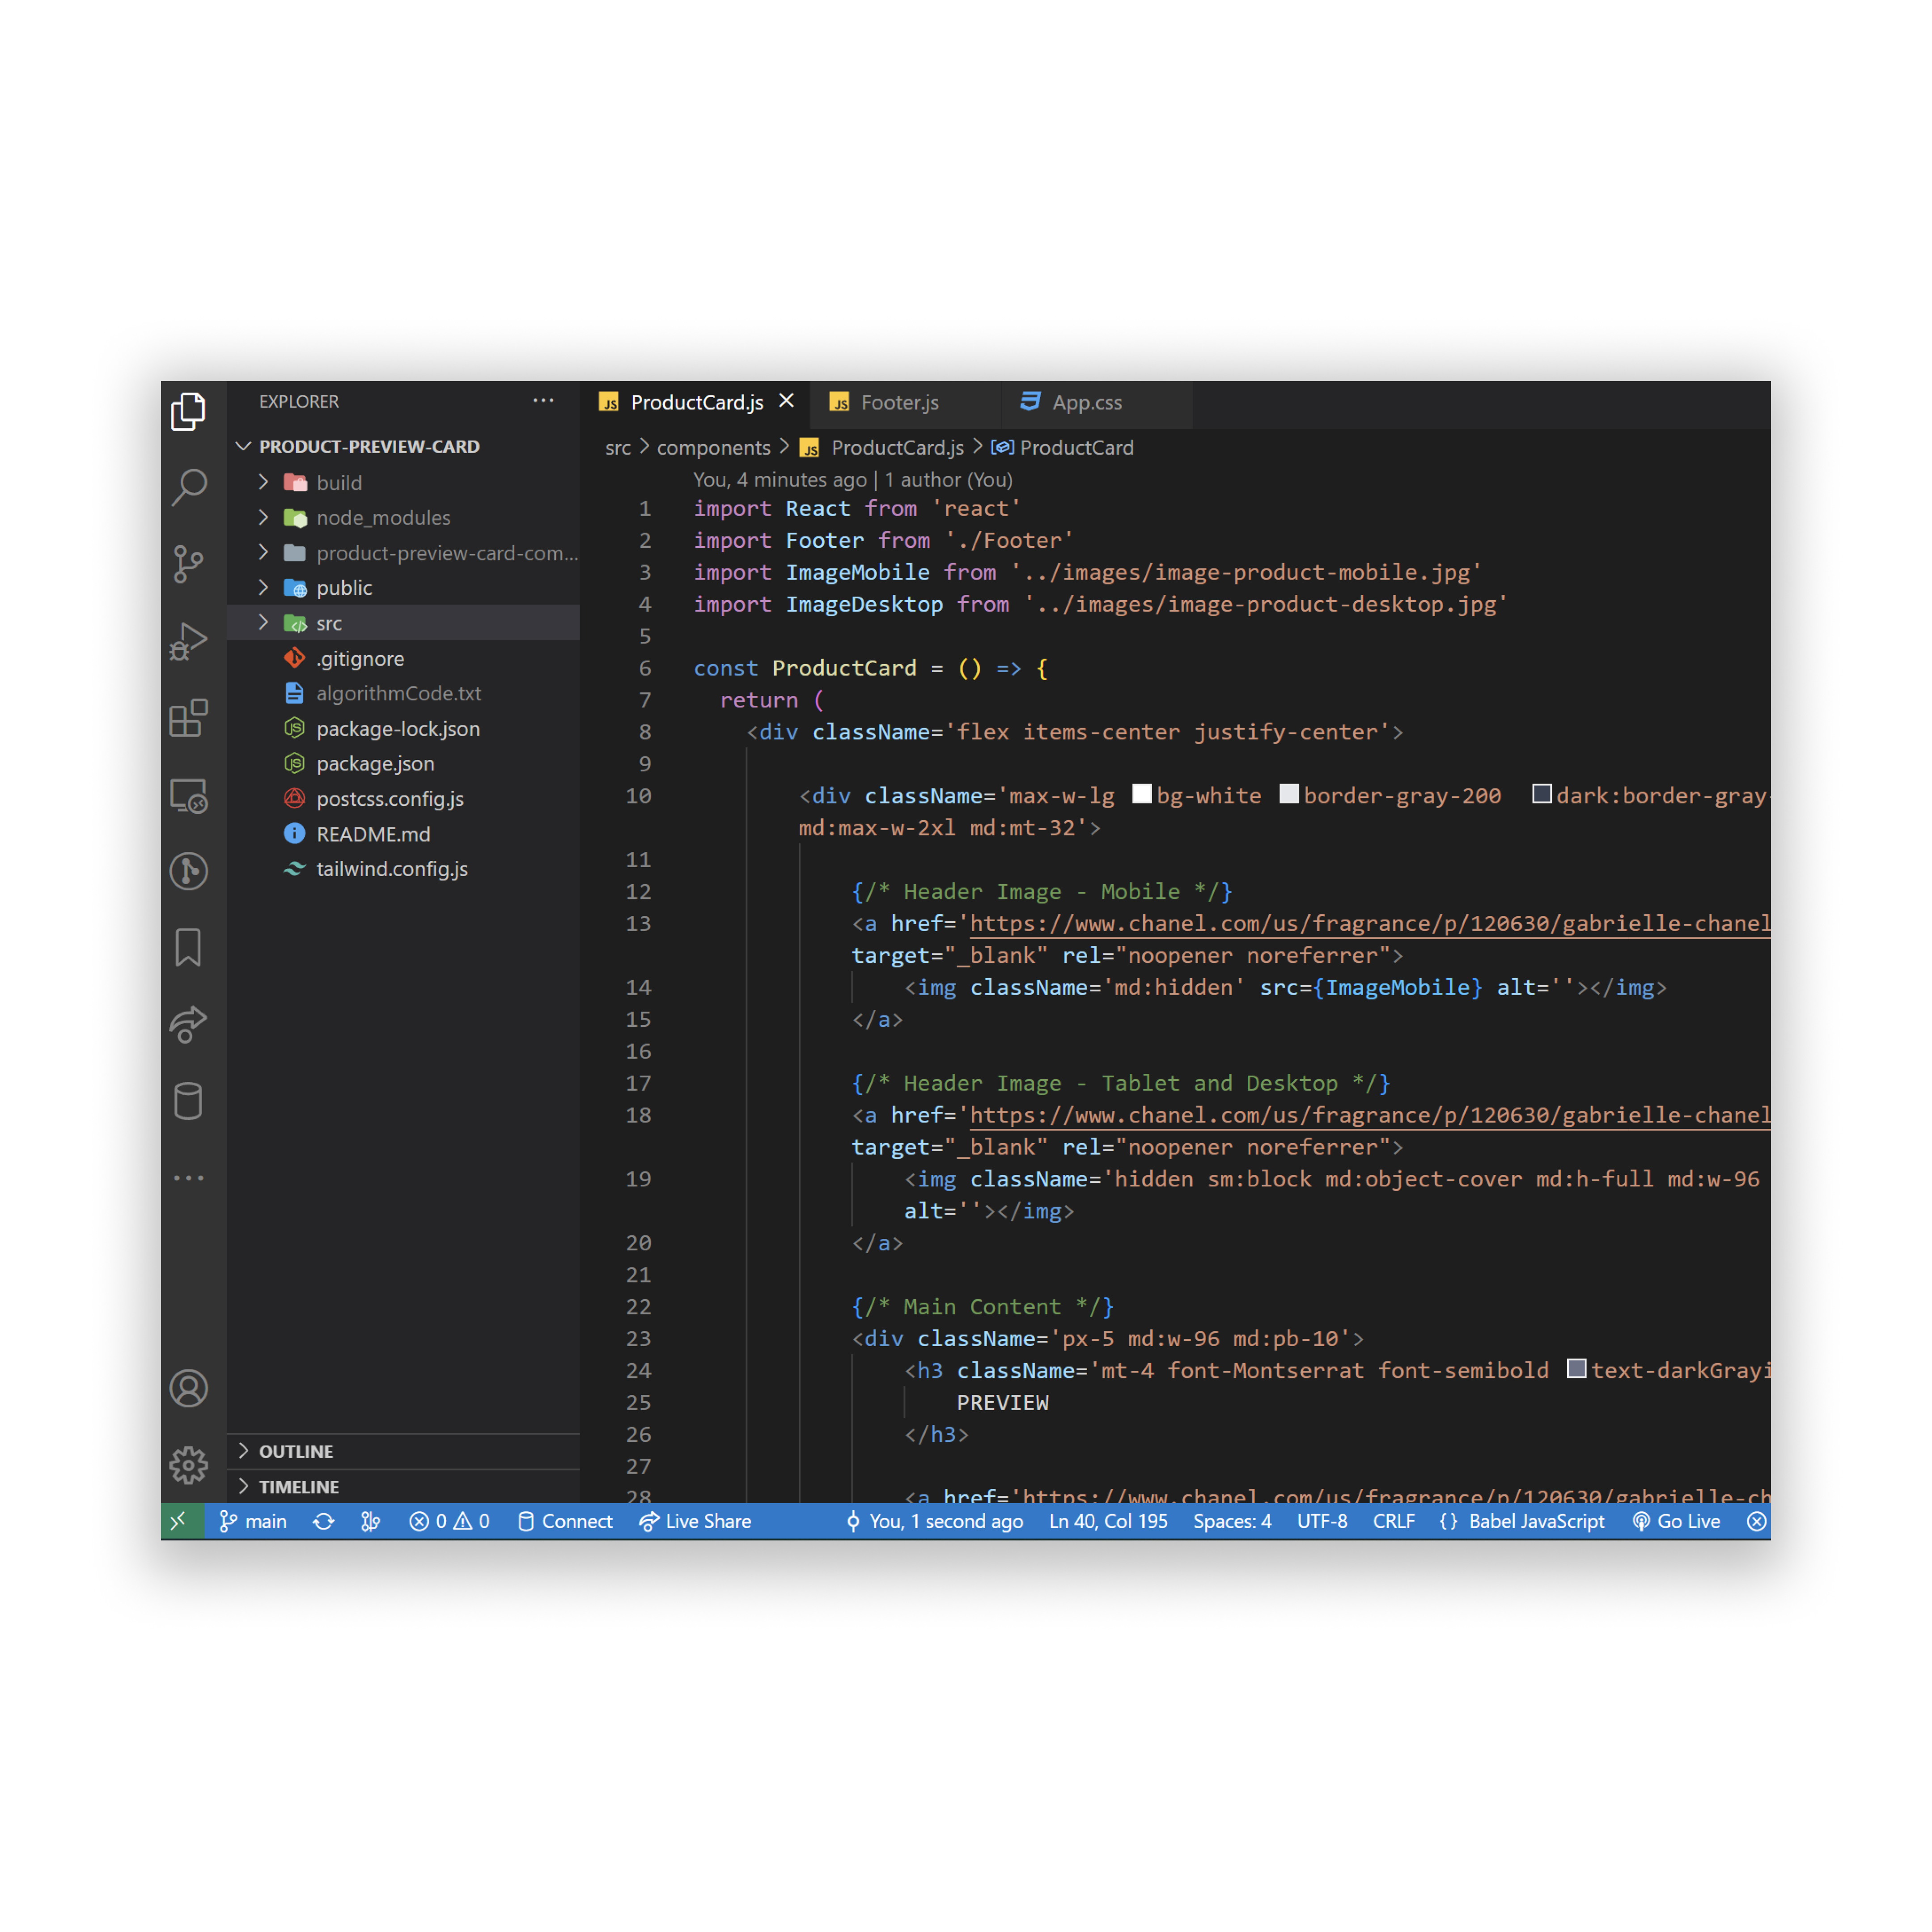 EXPLORER
PRODUCT-PREVIEW-CARD
build
node_modules
product-preview-card-com...
public
src
.gitignore
algorithmCode.txt
package-lock.json
package.json
postcss.config.js
README.md
tailwind.config.js
OUTLINE
TIMELINE
JS ProductCard.js JS Footer.js App.css
src > components > JS ProductCard.js > ProductCard
You, 4 minutes ago | 1 author (You)
1 import React from 'react'
2 import Footer from './Footer'
3 import ImageMobile from '../images/image-product-mobile.jpg'
4 import ImageDesktop from '../images/image-product-desktop.jpg'
5
6 const ProductCard = () => {
7 return (
8 <div className='flex items-center justify-center'>
9
10 <div className='max-w-lg bg-white border-gray-200 dark:border-gray-
md:max-w-2xl md:mt-32'>
11
12 {/* Header Image - Mobile */}
13 <a href='https://www.chanel.com/us/fragrance/p/120630/gabrielle-chanel
target="_blank" rel="noopener noreferrer">
14 <img className='md:hidden' src={ImageMobile} alt=''></img>
15 </a>
16
17 {/* Header Image - Tablet and Desktop */}
18 <a href='https://www.chanel.com/us/fragrance/p/120630/gabrielle-chanel
target="_blank" rel="noopener noreferrer">
19 <img className='hidden sm:block md:object-cover md:h-full md:w-96
alt=''></img>
20 </a>
21
22 {/* Main Content */}
23 <div className='px-5 md:w-96 md:pb-10'>
24 <h3 className='mt-4 font-Montserrat font-semibold text-darkGrayi
25 PREVIEW
26 </h3>
27
28 <a href='https://www.chanel.com/us/fragrance/p/120630/gabrielle-ch
main 0 0 Connect Live Share You, 1 second ago Ln 40, Col 195 Spaces: 4 UTF-8 CRLF {} Babel JavaScript Go Live